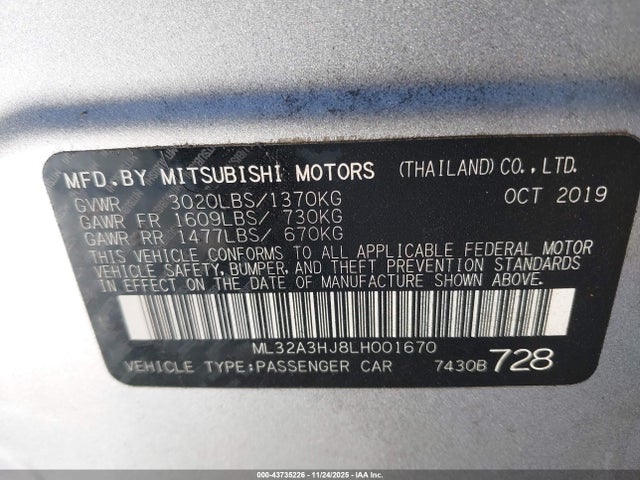 MFD.BY MITSUBISHI MOTORS (THAILAND) CO., LTD.
GVWR 3020LBS/1370KG OCT 2019
GAWR FR 1609LBS/ 730KG
GAWR RR 1477LBS/ 670KG
THIS VEHICLE CONFORMS TO ALL APPLICABLE FEDERAL MOTOR
VEHICLE SAFETY, BUMPER, AND THEFT PREVENTION STANDARDS
IN EFFECT ON THE DATE OF MANUFACTURE SHOWN ABOVE.
ML32A3HJ8LH001670
VEHICLE TYPE:PASSENGER CAR 7430B 728
000-43735226 - 11/24/2025 - IAA Inc.